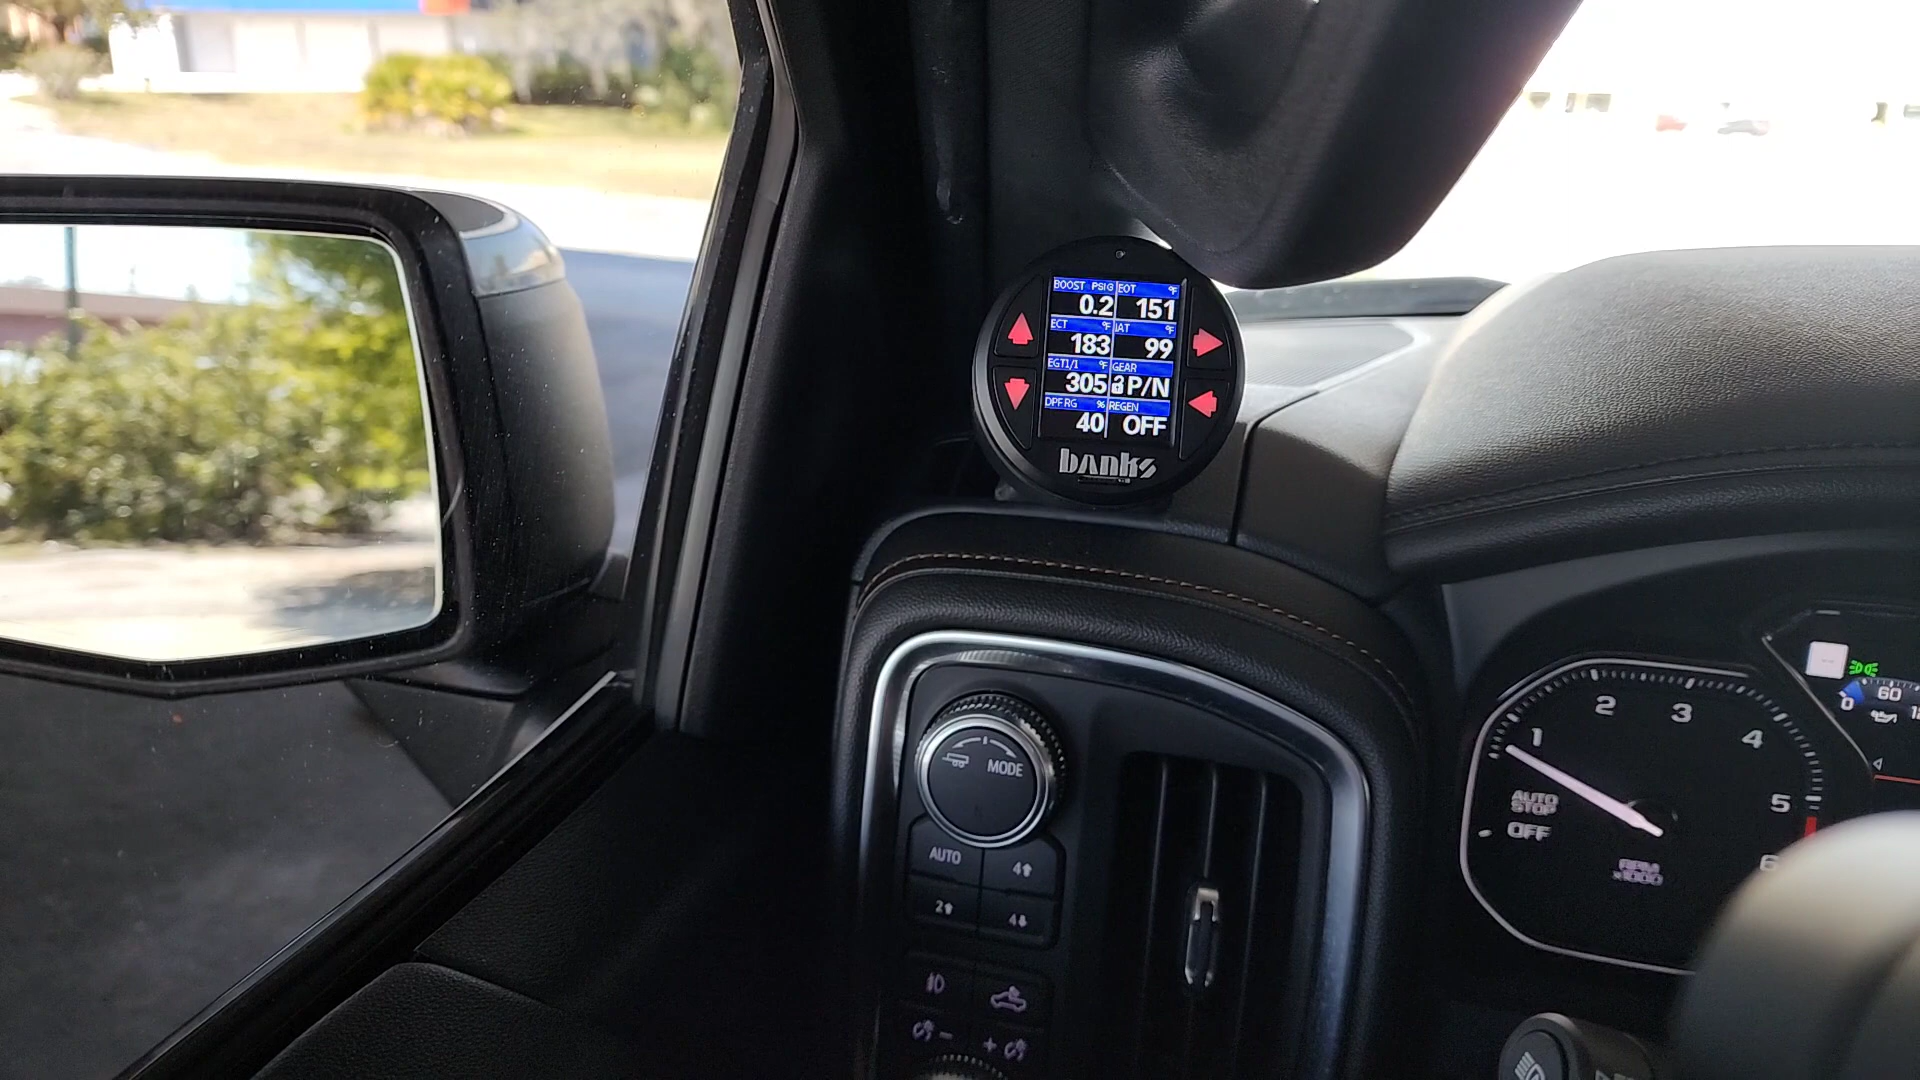 BOOST PSIG EOT °F
0.2 151
ECT °F IAT °F
183 99
EGT1/1 °F GEAR
305 P/N
DPF RG % REGEN
40 OFF
banks
MODE
AUTO 4
2 4
- +
1 2 3 4 5 6
AUTO
STOP
OFF
RPM
x1000
0 60